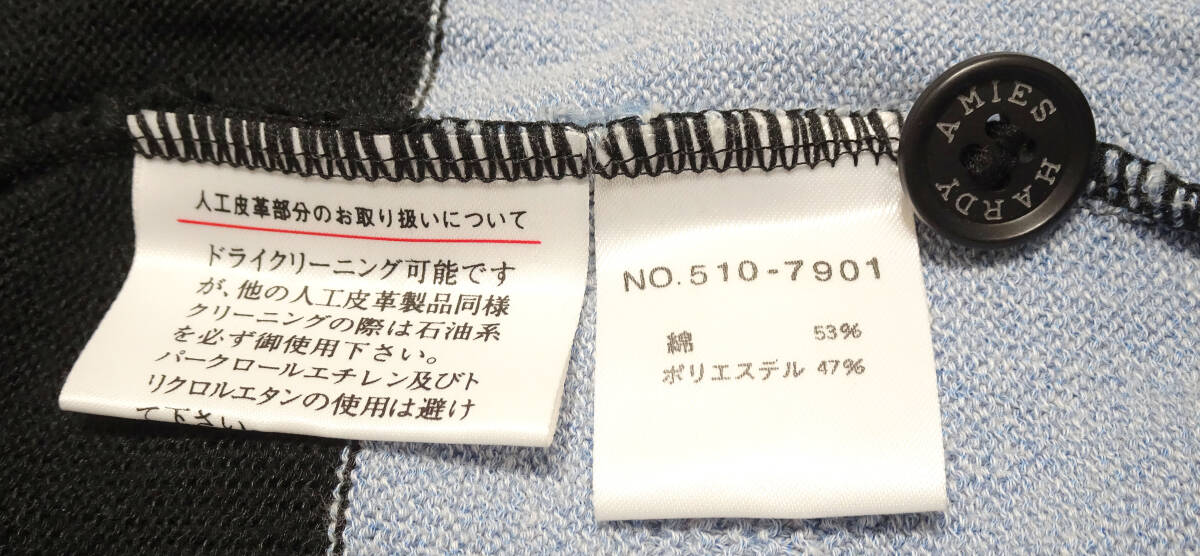 人工皮革部分のお取り扱いについて
ドライクリーニング可能です
が、他の人工皮革製品同様
クリーニングの際は石油系
を必ず御使用下さい。
パークロールエチレン及びト
リクロルエタンの使用は避け
て下さい
NO.510-7901
綿 53%
ポリエステル 47%
HARDY AMIES